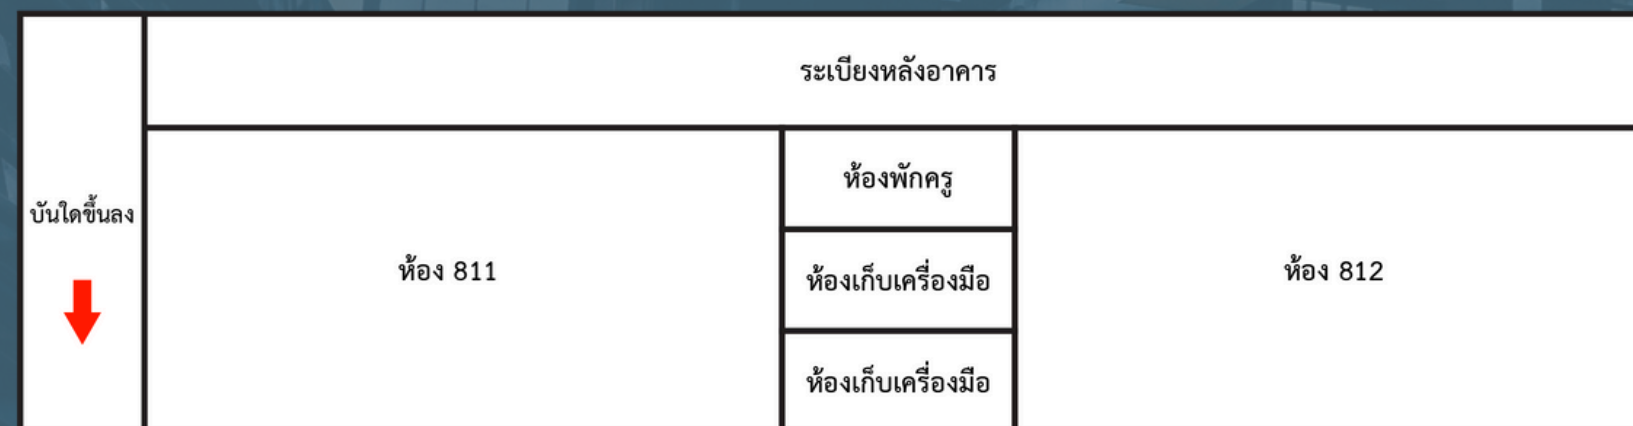 ระเบียงหลังอาคาร
ห้องพักครู
บันใดขึ้นลง
ห้อง 811
ห้องเก็บเครื่องมือ
ห้อง 812
ห้องเก็บเครื่องมือ